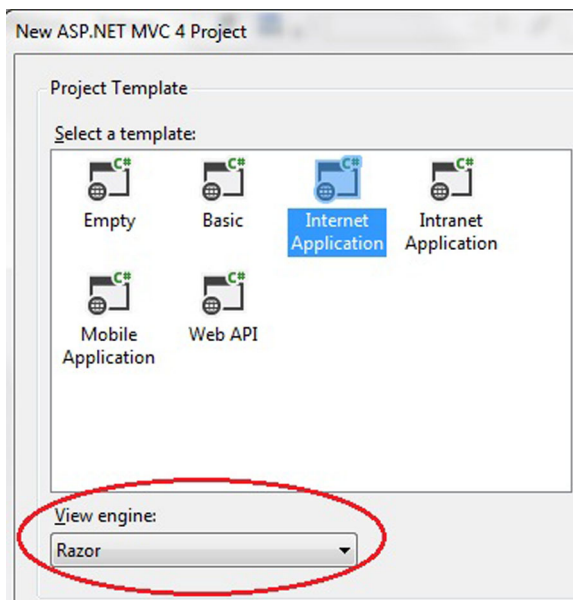 New ASP.NET MVC 4 Project
Project Template
Select a template:
C# C# C# C#
Empty Basic Internet Application Intranet Application
C# C#
Mobile Application Web API
View engine:
Razor